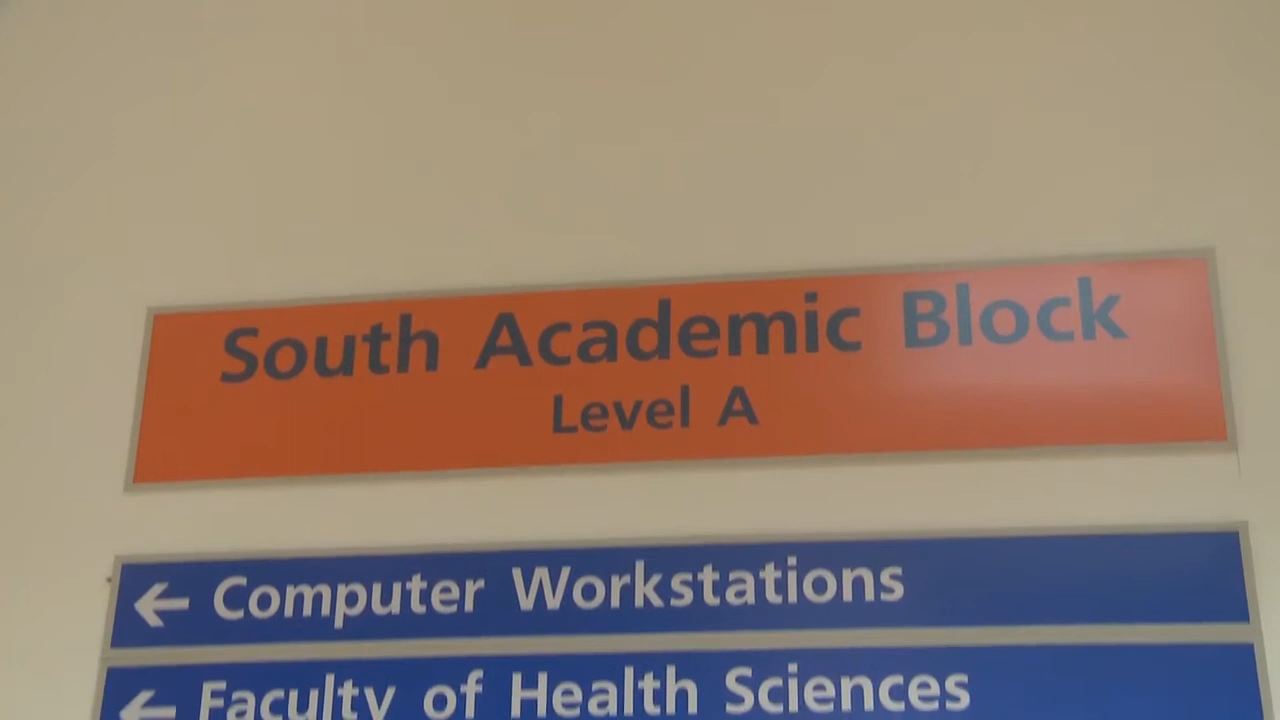 South Academic Block
Level A
← Computer Workstations
← Faculty of Health Sciences